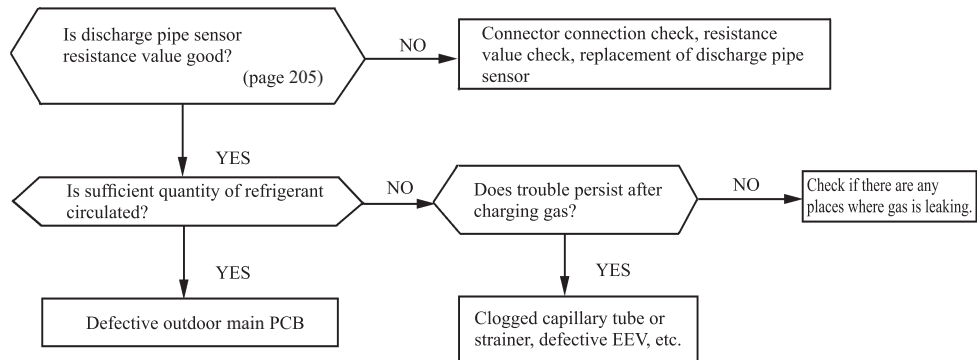 Is discharge pipe sensor
resistance value good?
(page 205)
NO
Connector connection check, resistance
value check, replacement of discharge pipe
sensor
YES
Is sufficient quantity of refrigerant
circulated?
NO
Does trouble persist after
charging gas?
NO
Check if there are any
places where gas is leaking.
YES
YES
Defective outdoor main PCB
Clogged capillary tube or
strainer, defective EEV, etc.